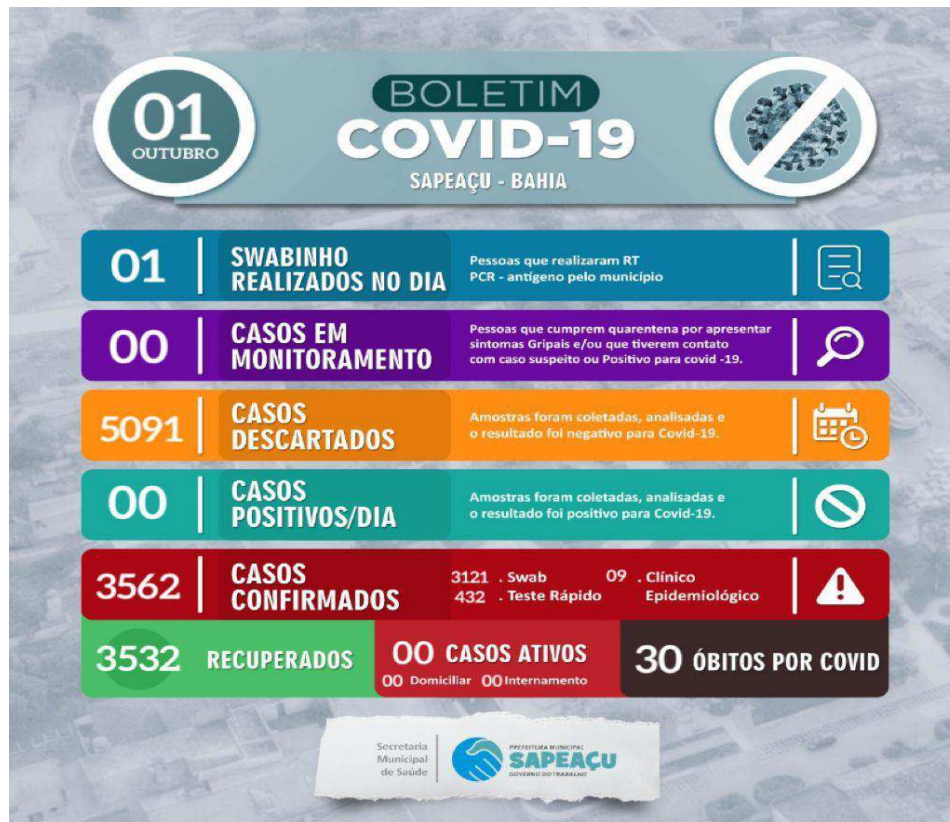 01
OUTUBRO
BOLETIM
COVID-19
SAPEAÇU - BAHIA
01
SWABINHO
REALIZADOS NO DIA
Pessoas que realizaram RT
PCR - antígeno pelo município
00
CASOS EM
MONITORAMENTO
Pessoas que cumprem quarentena por apresentar
sintomas Gripais e/ou que tiverem contato
com caso suspeito ou Positivo para covid -19.
5091
CASOS
DESCARTADOS
Amostras foram coletadas, analisadas e
o resultado foi negativo para Covid-19.
00
CASOS
POSITIVOS/DIA
Amostras foram coletadas, analisadas e
o resultado foi positivo para Covid-19.
3562
CASOS
CONFIRMADOS
3121 . Swab
432 . Teste Rápido
09 . Clínico
Epidemiológico
3532 RECUPERADOS
00 CASOS ATIVOS
00 Domiciliar 00 Internamento
30 ÓBITOS POR COVID
Secretaria
Municipal
de Saúde
PREFEITURA MUNICIPAL
SAPEAÇU
GOVERNO DO TRABALHO